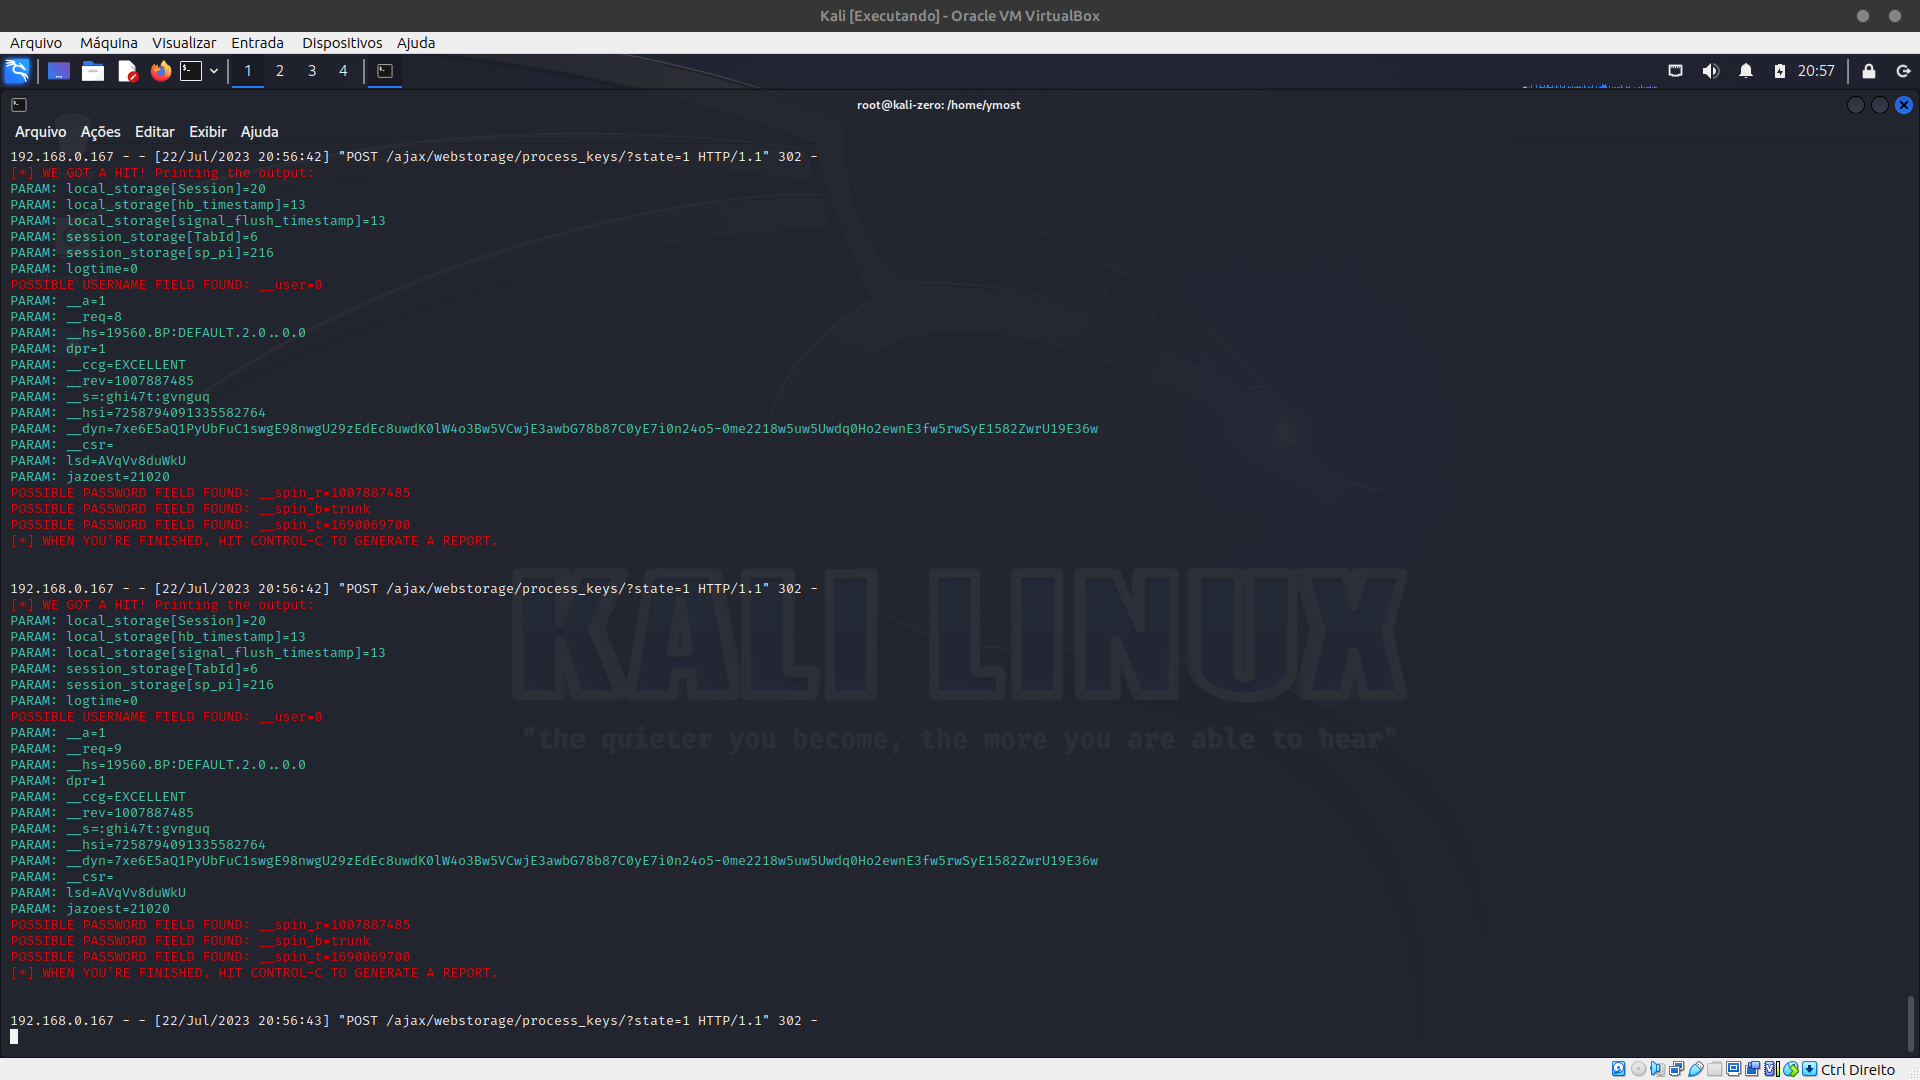 Kali [Executando] - Oracle VM VirtualBox
Arquivo Máquina Visualizar Entrada Dispositivos Ajuda
1 2 3 4 20:57
root@kali-zero: /home/ymost
Arquivo Ações Editar Exibir Ajuda
192.168.0.167 - - [22/Jul/2023 20:56:42] "POST /ajax/webstorage/process_keys/?state=1 HTTP/1.1" 302 -
[*] WE GOT A HIT! Printing the output:
PARAM: local_storage[Session]=20
PARAM: local_storage[hb_timestamp]=13
PARAM: local_storage[signal_flush_timestamp]=13
PARAM: session_storage[TabId]=6
PARAM: session_storage[sp_pi]=216
PARAM: logtime=0
POSSIBLE USERNAME FIELD FOUND: __user=0
PARAM: __a=1
PARAM: __req=8
PARAM: __hs=19560.BP:DEFAULT.2.0..0.0
PARAM: dpr=1
PARAM: __ccg=EXCELLENT
PARAM: __rev=1007887485
PARAM: __s=:ghi47t:gvnguq
PARAM: __hsi=7258794091335582764
PARAM: __dyn=7xe6E5aQ1PyUbFuC1swgE98nwgU29zEdEc8uwdK0lW4o3Bw5VCwjE3awbG78b87C0yE7i0n24o5-0me2218w5uw5Uwdq0Ho2ewnE3fw5rwSyE1582ZwrU19E36w
PARAM: __csr=
PARAM: lsd=AVqVv8duWkU
PARAM: jazoest=21020
POSSIBLE PASSWORD FIELD FOUND: __spin_r=1007887485
POSSIBLE PASSWORD FIELD FOUND: __spin_b=trunk
POSSIBLE PASSWORD FIELD FOUND: __spin_t=1690069700
[*] WHEN YOU'RE FINISHED, HIT CONTROL-C TO GENERATE A REPORT.
192.168.0.167 - - [22/Jul/2023 20:56:42] "POST /ajax/webstorage/process_keys/?state=1 HTTP/1.1" 302 -
[*] WE GOT A HIT! Printing the output:
PARAM: local_storage[Session]=20
PARAM: local_storage[hb_timestamp]=13
PARAM: local_storage[signal_flush_timestamp]=13
PARAM: session_storage[TabId]=6
PARAM: session_storage[sp_pi]=216
PARAM: logtime=0
POSSIBLE USERNAME FIELD FOUND: __user=0
PARAM: __a=1
PARAM: __req=9
PARAM: __hs=19560.BP:DEFAULT.2.0..0.0
PARAM: dpr=1
PARAM: __ccg=EXCELLENT
PARAM: __rev=1007887485
PARAM: __s=:ghi47t:gvnguq
PARAM: __hsi=7258794091335582764
PARAM: __dyn=7xe6E5aQ1PyUbFuC1swgE98nwgU29zEdEc8uwdK0lW4o3Bw5VCwjE3awbG78b87C0yE7i0n24o5-0me2218w5uw5Uwdq0Ho2ewnE3fw5rwSyE1582ZwrU19E36w
PARAM: __csr=
PARAM: lsd=AVqVv8duWkU
PARAM: jazoest=21020
POSSIBLE PASSWORD FIELD FOUND: __spin_r=1007887485
POSSIBLE PASSWORD FIELD FOUND: __spin_b=trunk
POSSIBLE PASSWORD FIELD FOUND: __spin_t=1690069700
[*] WHEN YOU'RE FINISHED, HIT CONTROL-C TO GENERATE A REPORT.
192.168.0.167 - - [22/Jul/2023 20:56:43] "POST /ajax/webstorage/process_keys/?state=1 HTTP/1.1" 302 -
KALI LINUX
"the quieter you become, the more you are able to hear"
Ctrl Direito